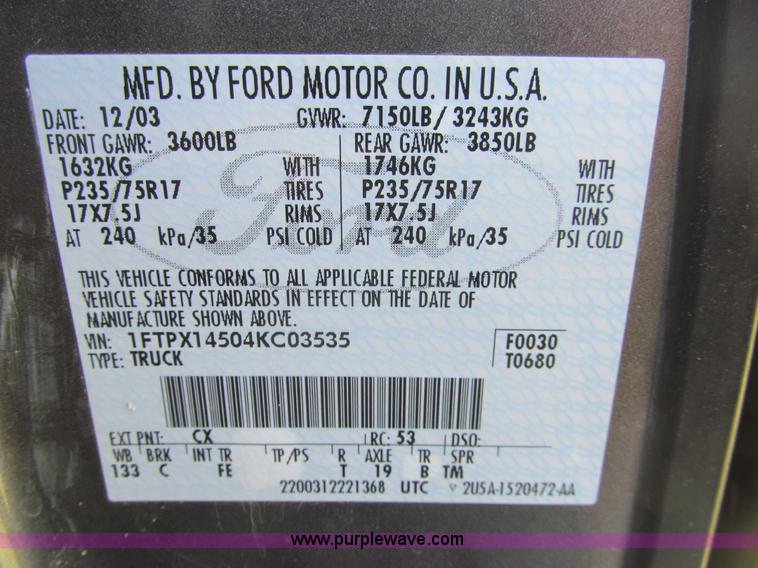 MFD. BY FORD MOTOR CO. IN U.S.A.
DATE: 12/03 GVWR: 7150LB/ 3243KG
FRONT GAWR: 3600LB REAR GAWR: 3850LB
1632KG WITH 1746KG WITH
P235/75R17 TIRES P235/75R17 TIRES
17X7.5J RIMS 17X7.5J RIMS
AT 240 kPa/35 PSI COLD AT 240 kPa/35 PSI COLD
Ford
THIS VEHICLE CONFORMS TO ALL APPLICABLE FEDERAL MOTOR
VEHICLE SAFETY STANDARDS IN EFFECT ON THE DATE OF
MANUFACTURE SHOWN ABOVE.
VIN: 1FTPX14504KC03535 F0030
TYPE: TRUCK T0680
EXT PNT: CX RC: 53 DSO:
WB BRK INT TR TP/PS R AXLE TR SPR
133 C FE T 19 B TM
2200312221368 UTC ▽ 2U5A-1520472-AA
www.purplewave.com